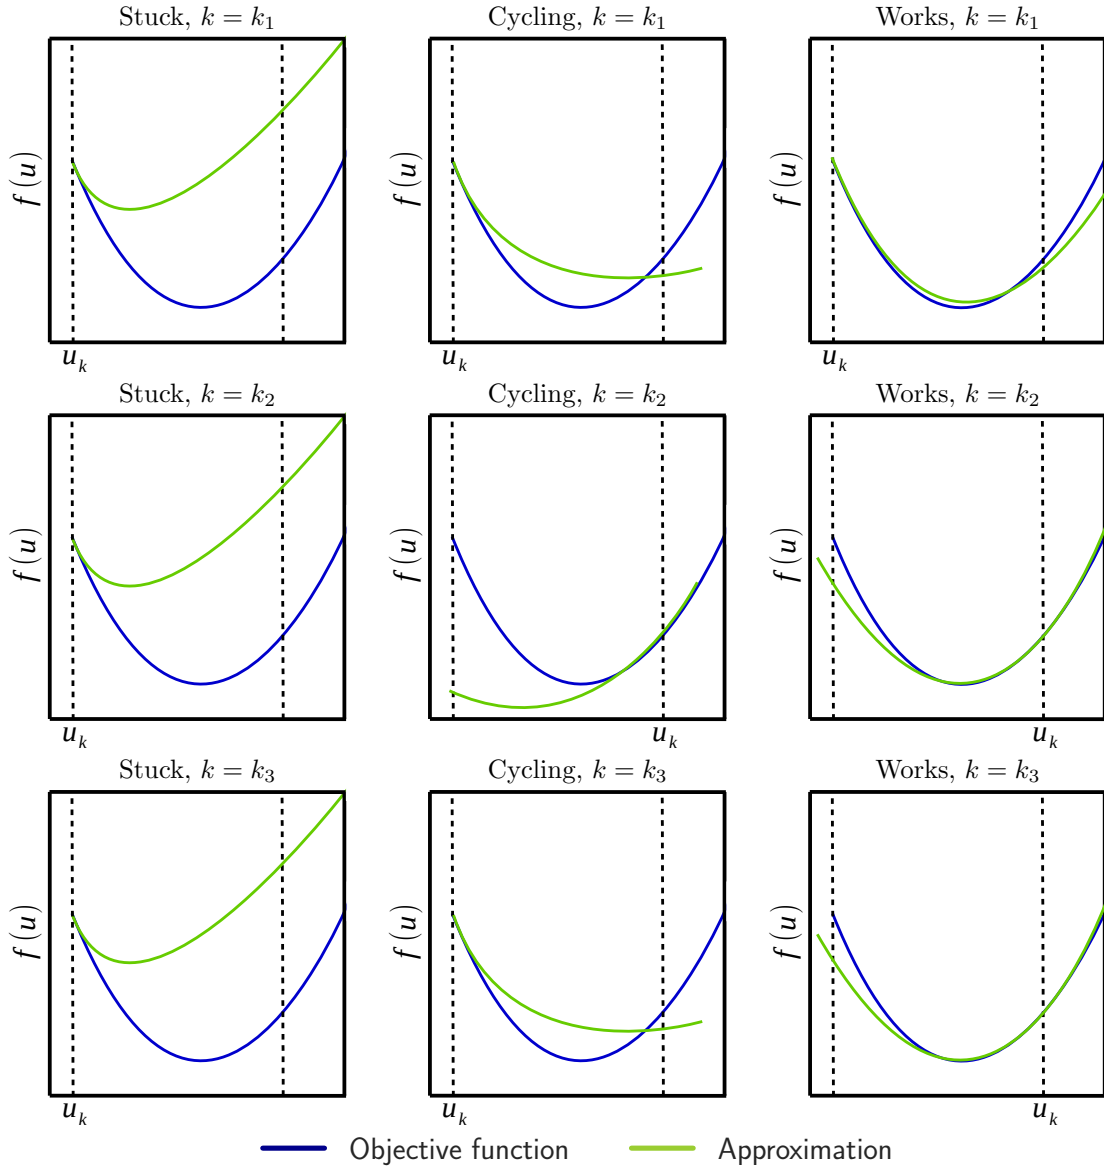 Stuck, k = k₁ Cycling, k = k₁ Works, k = k₁
f(u) f(u) f(u)
uₖ uₖ uₖ
Stuck, k = k₂ Cycling, k = k₂ Works, k = k₂
f(u) f(u) f(u)
uₖ uₖ uₖ
Stuck, k = k₃ Cycling, k = k₃ Works, k = k₃
f(u) f(u) f(u)
uₖ uₖ uₖ
Objective function Approximation